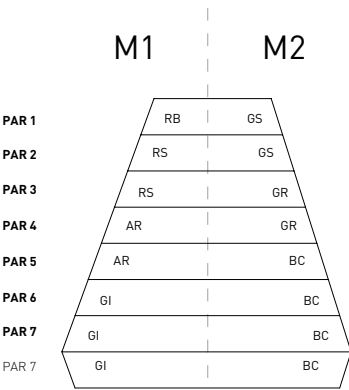 M1 M2
PAR 1 RB GS
PAR 2 RS GS
PAR 3 RS GR
PAR 4 AR GR
PAR 5 AR BC
PAR 6 GI BC
PAR 7 GI BC
PAR 7 GI BC